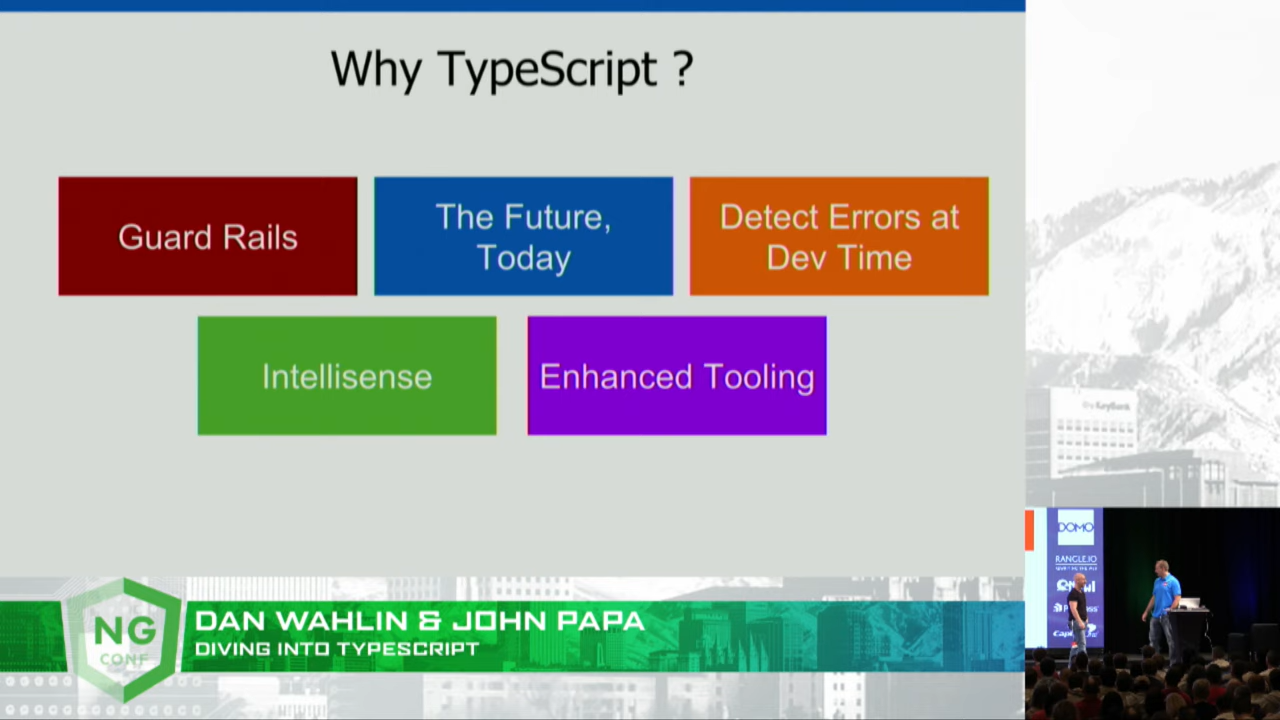 Why TypeScript ?
Guard Rails
The Future,
Today
Detect Errors at
Dev Time
Intellisense
Enhanced Tooling
KeyBank
DOMO
RANGLE.IO
NG
CONF
DAN WAHLIN & JOHN PAPA
DIVING INTO TYPESCRIPT